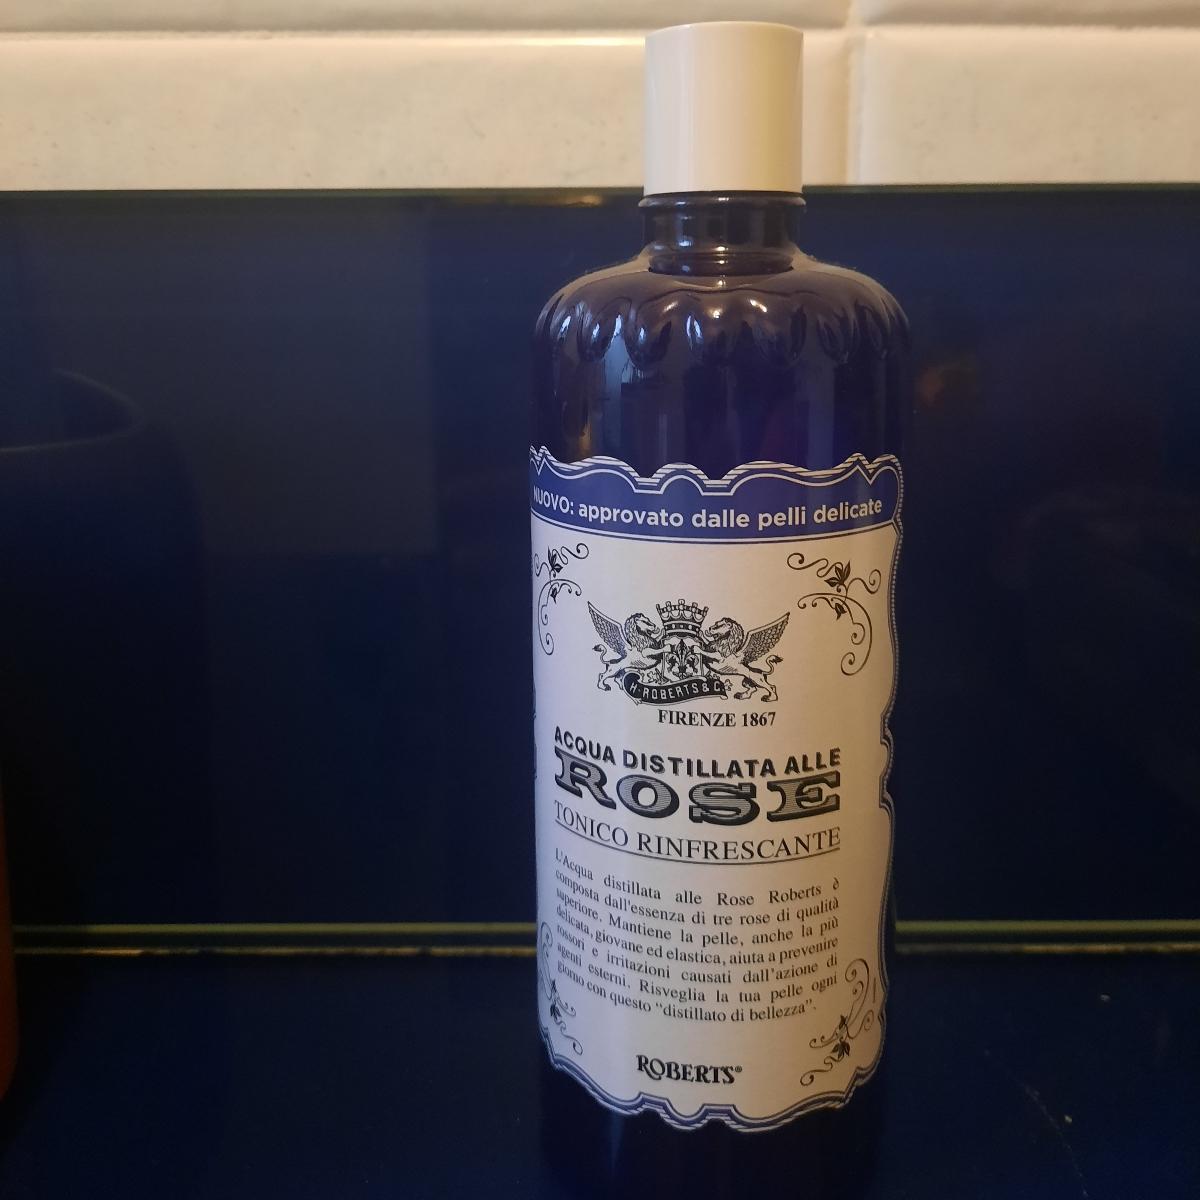 NUOVO: approvato dalle pelli delicate
H·ROBERTS & C.
FIRENZE 1867
ACQUA DISTILLATA ALLE
ROSE
TONICO RINFRESCANTE
L'Acqua distillata alle Rose Roberts è
composta dall'essenza di tre rose di qualità
superiore. Mantiene la pelle, anche la più
delicata, giovane ed elastica, aiuta a prevenire
rossori e irritazioni causati dall'azione di
agenti esterni. Risveglia la tua pelle ogni
giorno con questo "distillato di bellezza".
ROBERTS®